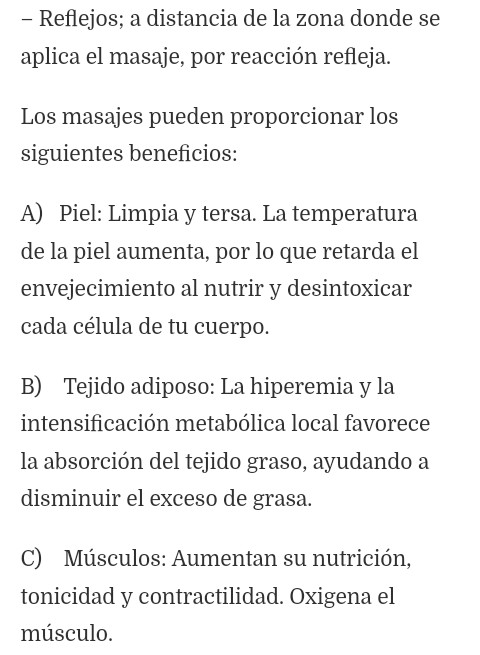 – Reflejos; a distancia de la zona donde se
aplica el masaje, por reacción refleja.
Los masajes pueden proporcionar los
siguientes beneficios:
A) Piel: Limpia y tersa. La temperatura
de la piel aumenta, por lo que retarda el
envejecimiento al nutrir y desintoxicar
cada célula de tu cuerpo.
B) Tejido adiposo: La hiperemia y la
intensificación metabólica local favorece
la absorción del tejido graso, ayudando a
disminuir el exceso de grasa.
C) Músculos: Aumentan su nutrición,
tonicidad y contractilidad. Oxigena el
músculo.